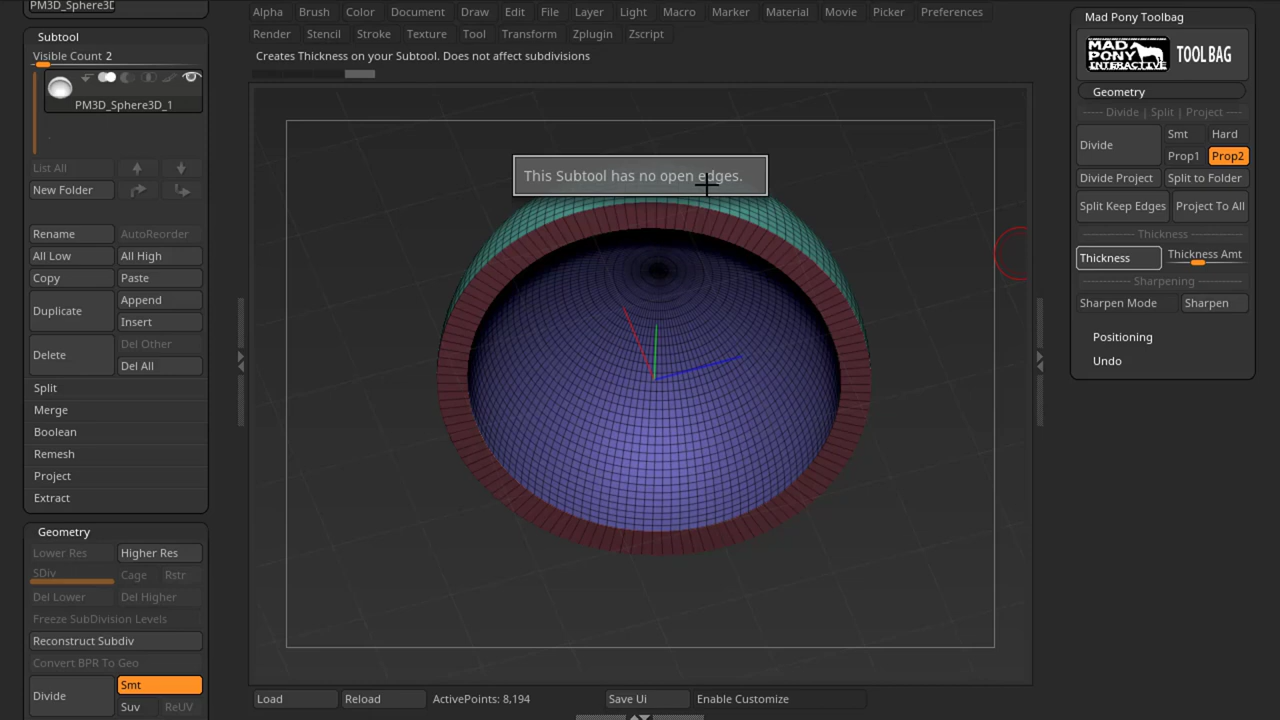 PM3D_Sphere3D
Subtool
Visible Count 2
PM3D_Sphere3D_1
List All
New Folder
Rename AutoReorder
All Low All High
Copy Paste
Duplicate Append
Insert
Delete Del Other
Del All
Split
Merge
Boolean
Remesh
Project
Extract
Geometry
Lower Res Higher Res
SDiv Cage Rstr
Del Lower Del Higher
Freeze SubDivision Levels
Reconstruct Subdiv
Convert BPR To Geo
Divide Smt
Suv ReUV
Alpha Brush Color Document Draw Edit File Layer Light Macro Marker Material Movie Picker Preferences
Render Stencil Stroke Texture Tool Transform Zplugin Zscript
Creates Thickness on your Subtool. Does not affect subdivisions
This Subtool has no open edges.
Load Reload ActivePoints: 8,194 Save Ui Enable Customize
Mad Pony Toolbag
MAD PONY INTERACTIVE TOOL BAG
Geometry
------ Divide | Split | Project ------
Divide Smt Hard
Prop1 Prop2
Divide Project Split to Folder
Split Keep Edges Project To All
Thickness
Thickness Thickness Amt
Sharpening
Sharpen Mode Sharpen
Positioning
Undo